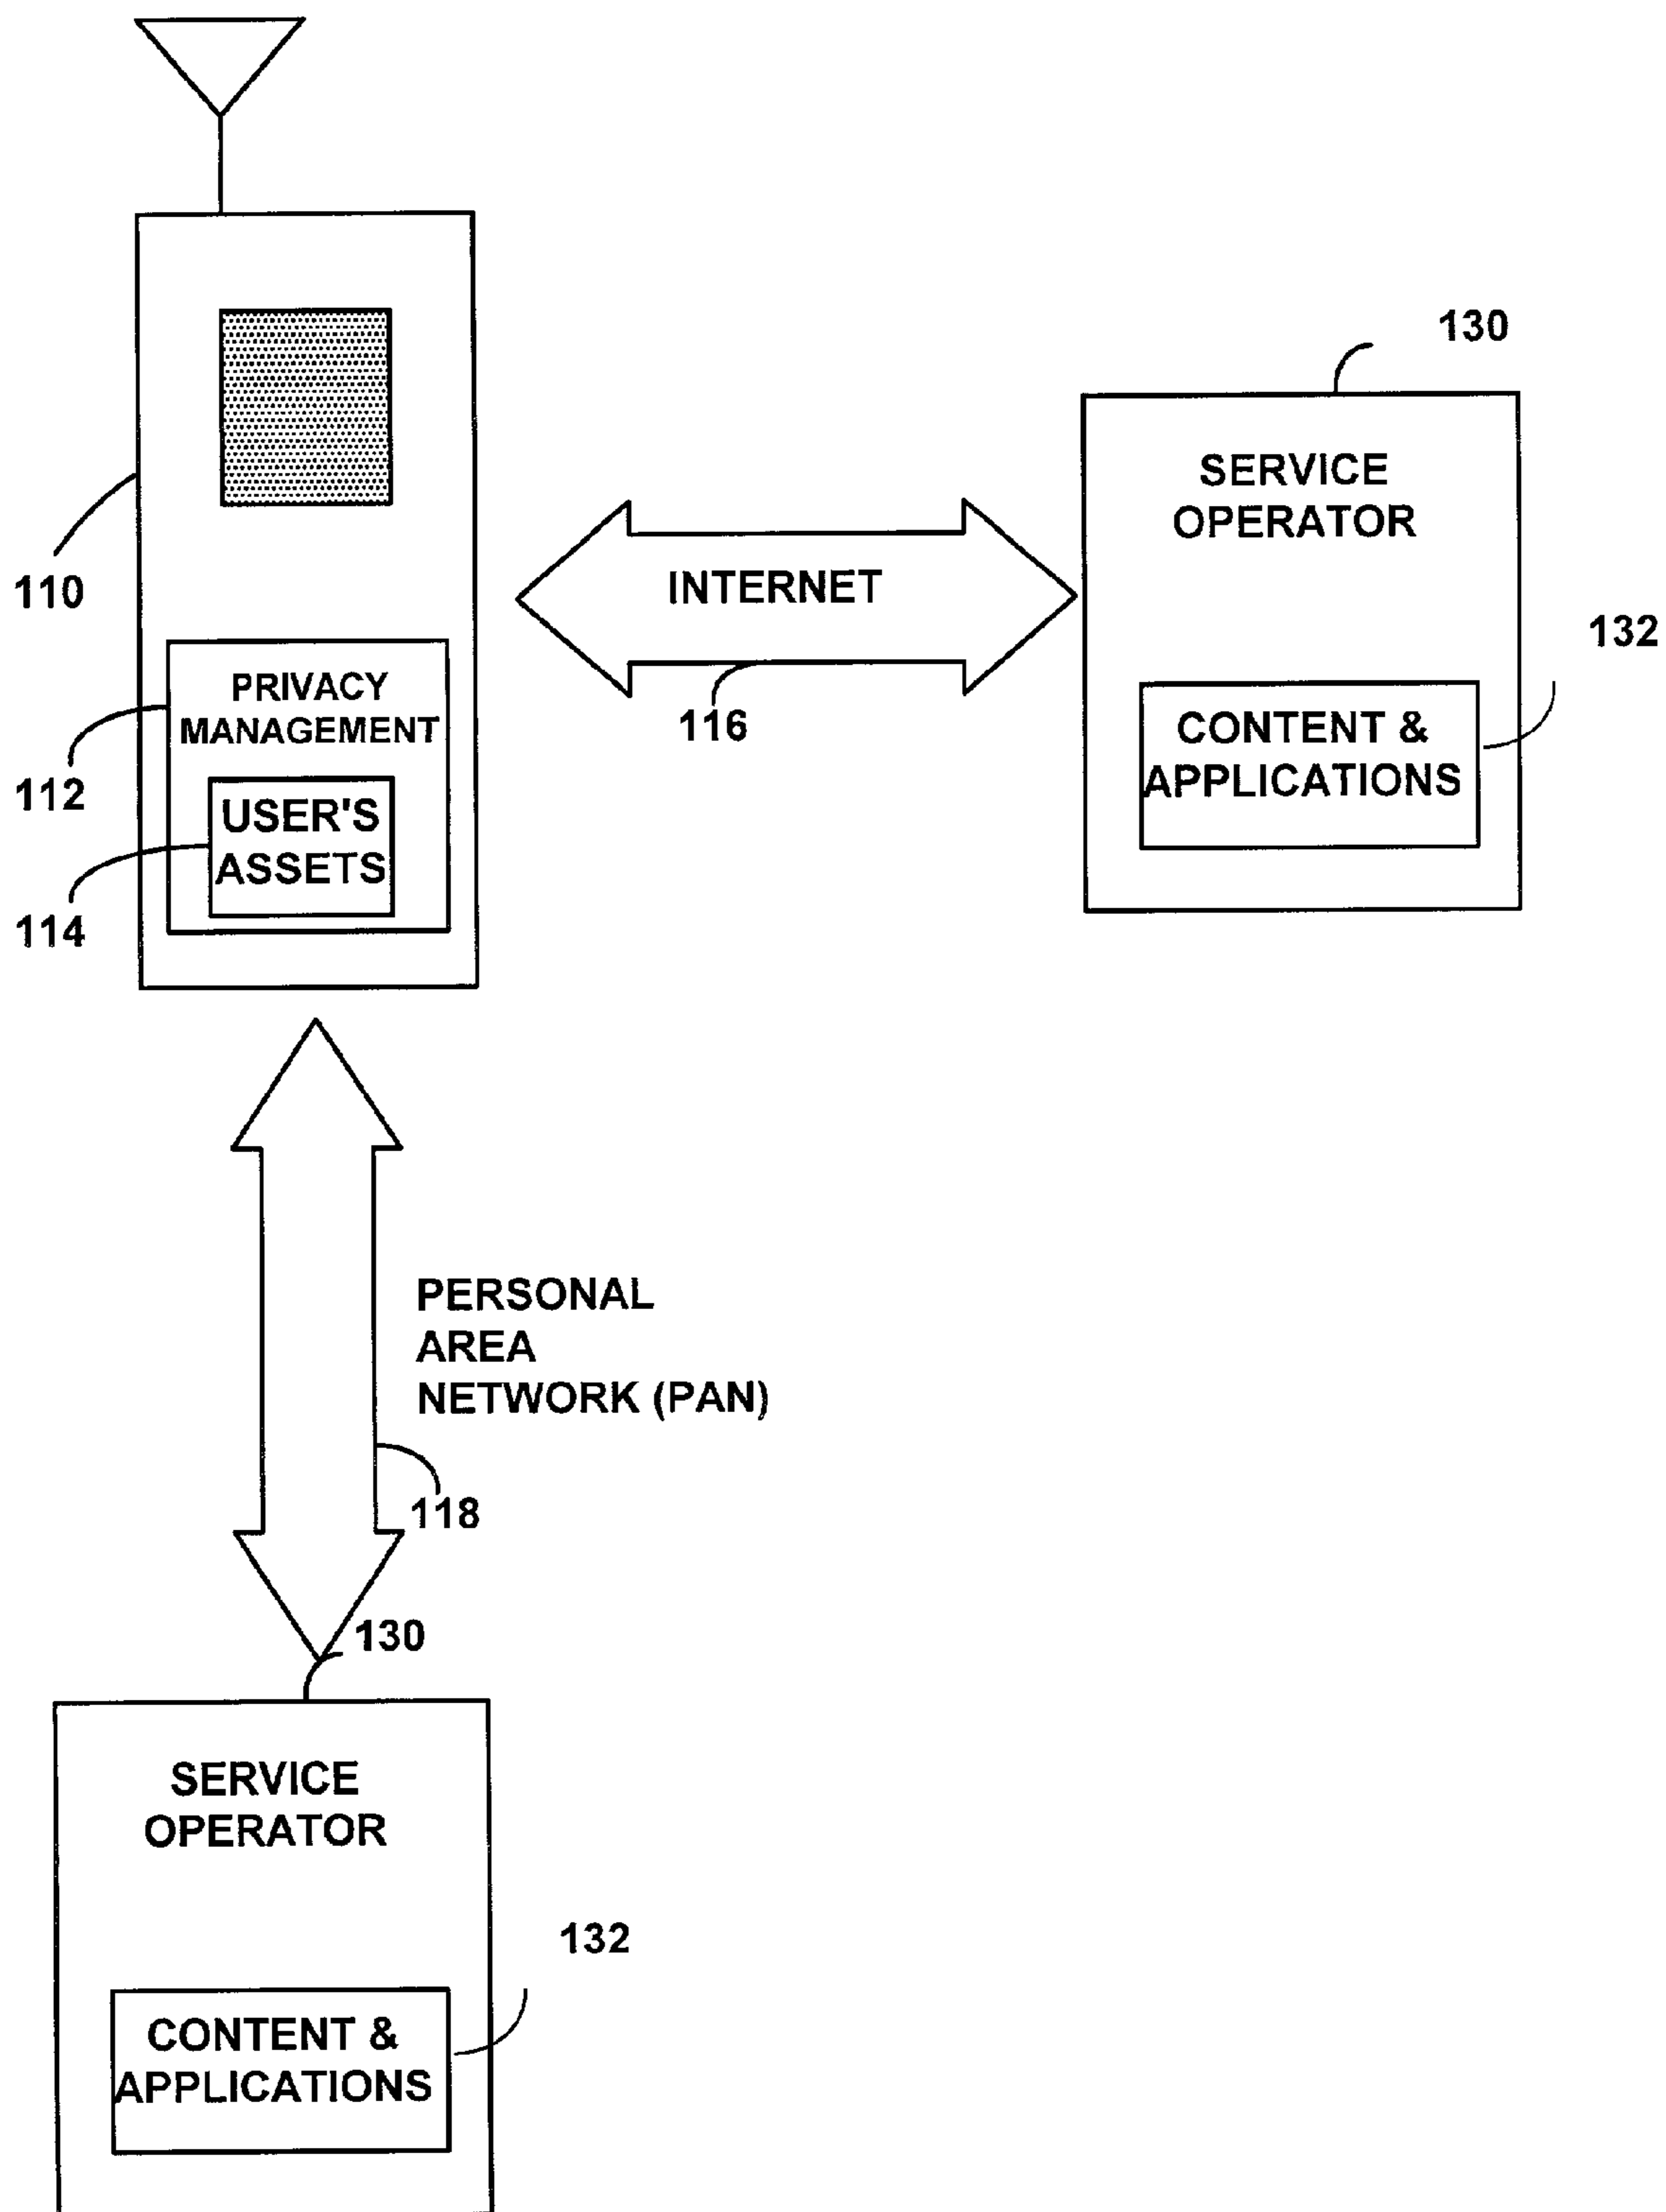 130
SERVICE
OPERATOR
110
INTERNET
132
PRIVACY
MANAGEMENT
116
CONTENT &
APPLICATIONS
112
USER'S
ASSETS
114
PERSONAL
AREA
NETWORK (PAN)
118
130
SERVICE
OPERATOR
132
CONTENT &
APPLICATIONS